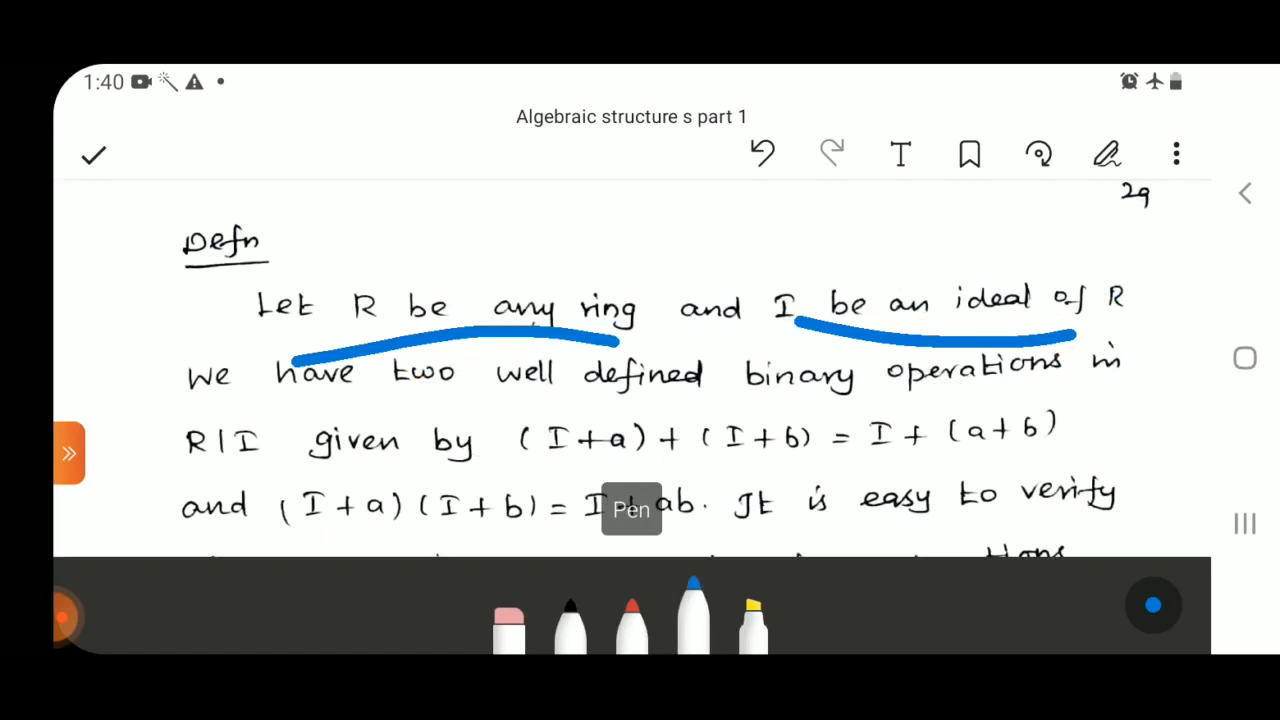 1:40
Algebraic structure s part 1
29
Defn
Let R be any ring and I be an ideal of R
We have two well defined binary operations in
R/I given by (I+a)+(I+b) = I+(a+b)
and (I+a)(I+b) = I+ab. It is easy to verify
tions
Pen